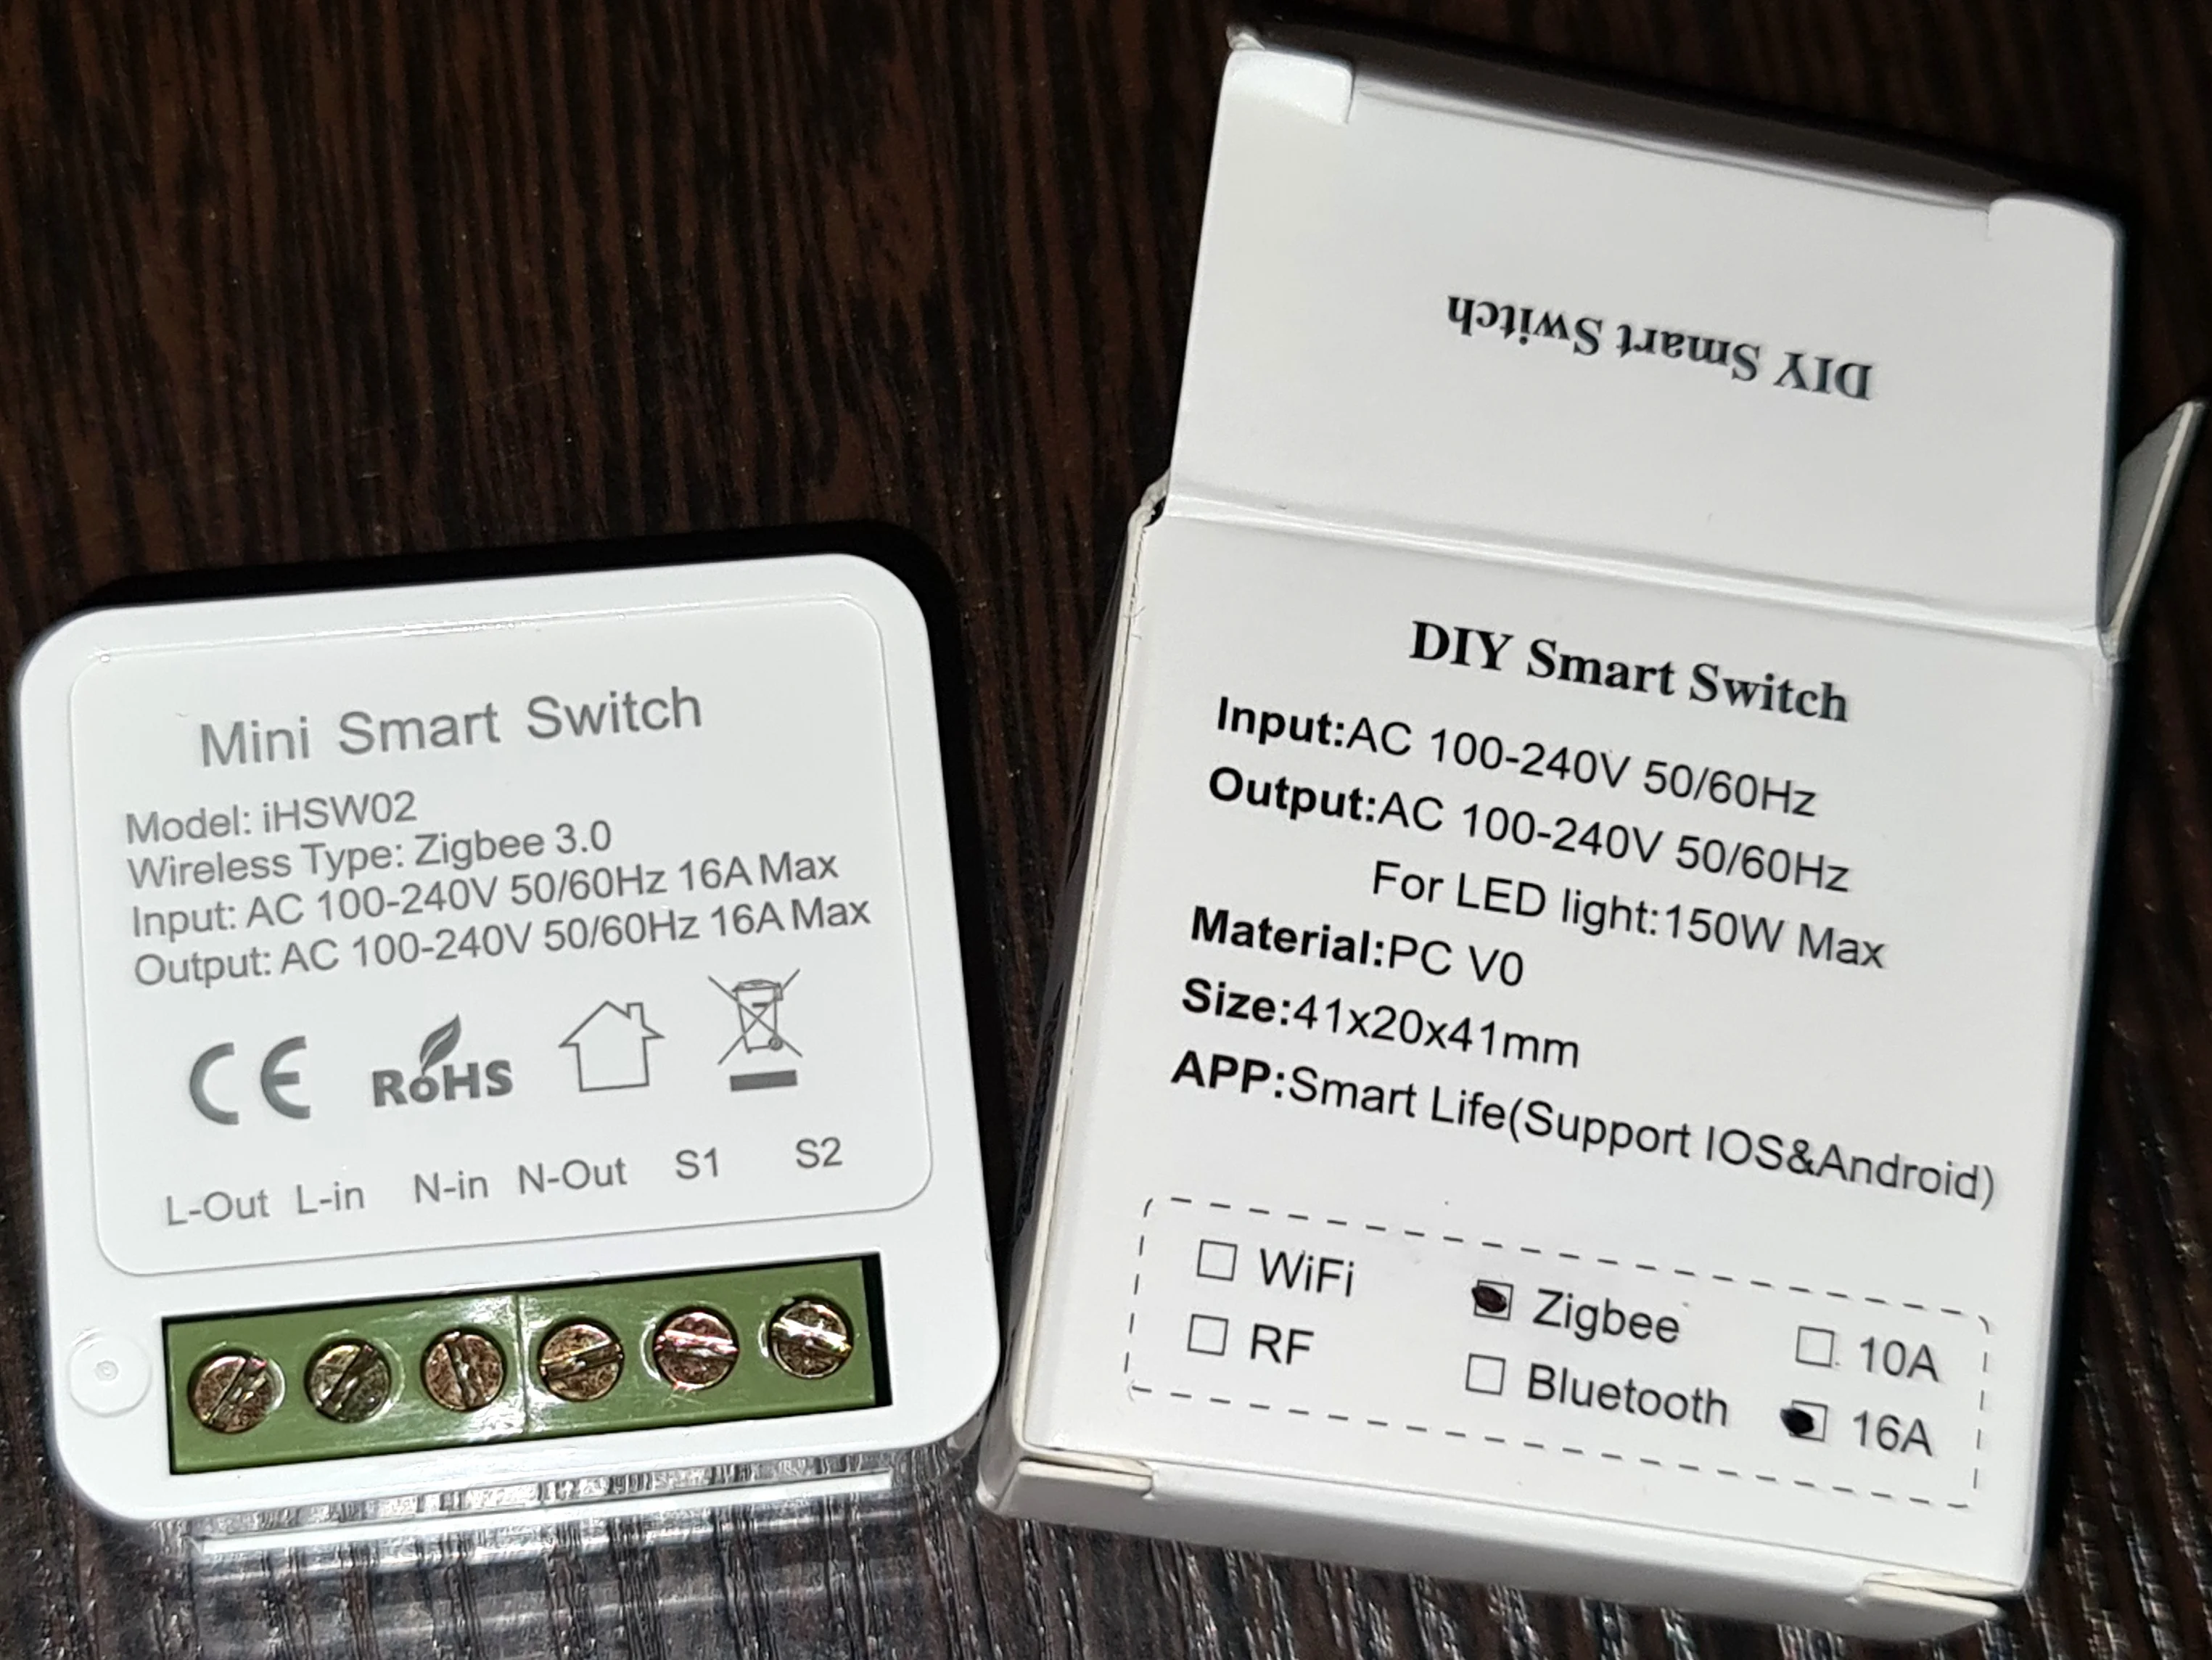 Mini Smart Switch
Model: iHSW02
Wireless Type: Zigbee 3.0
Input: AC 100-240V 50/60Hz 16A Max
Output: AC 100-240V 50/60Hz 16A Max
CE RoHS
L-Out L-in N-in N-Out S1 S2
DIY Smart Switch
DIY Smart Switch
Input:AC 100-240V 50/60Hz
Output:AC 100-240V 50/60Hz
For LED light:150W Max
Material:PC V0
Size:41x20x41mm
APP:Smart Life(Support IOS&Android)
WiFi Zigbee 10A
RF Bluetooth 16A